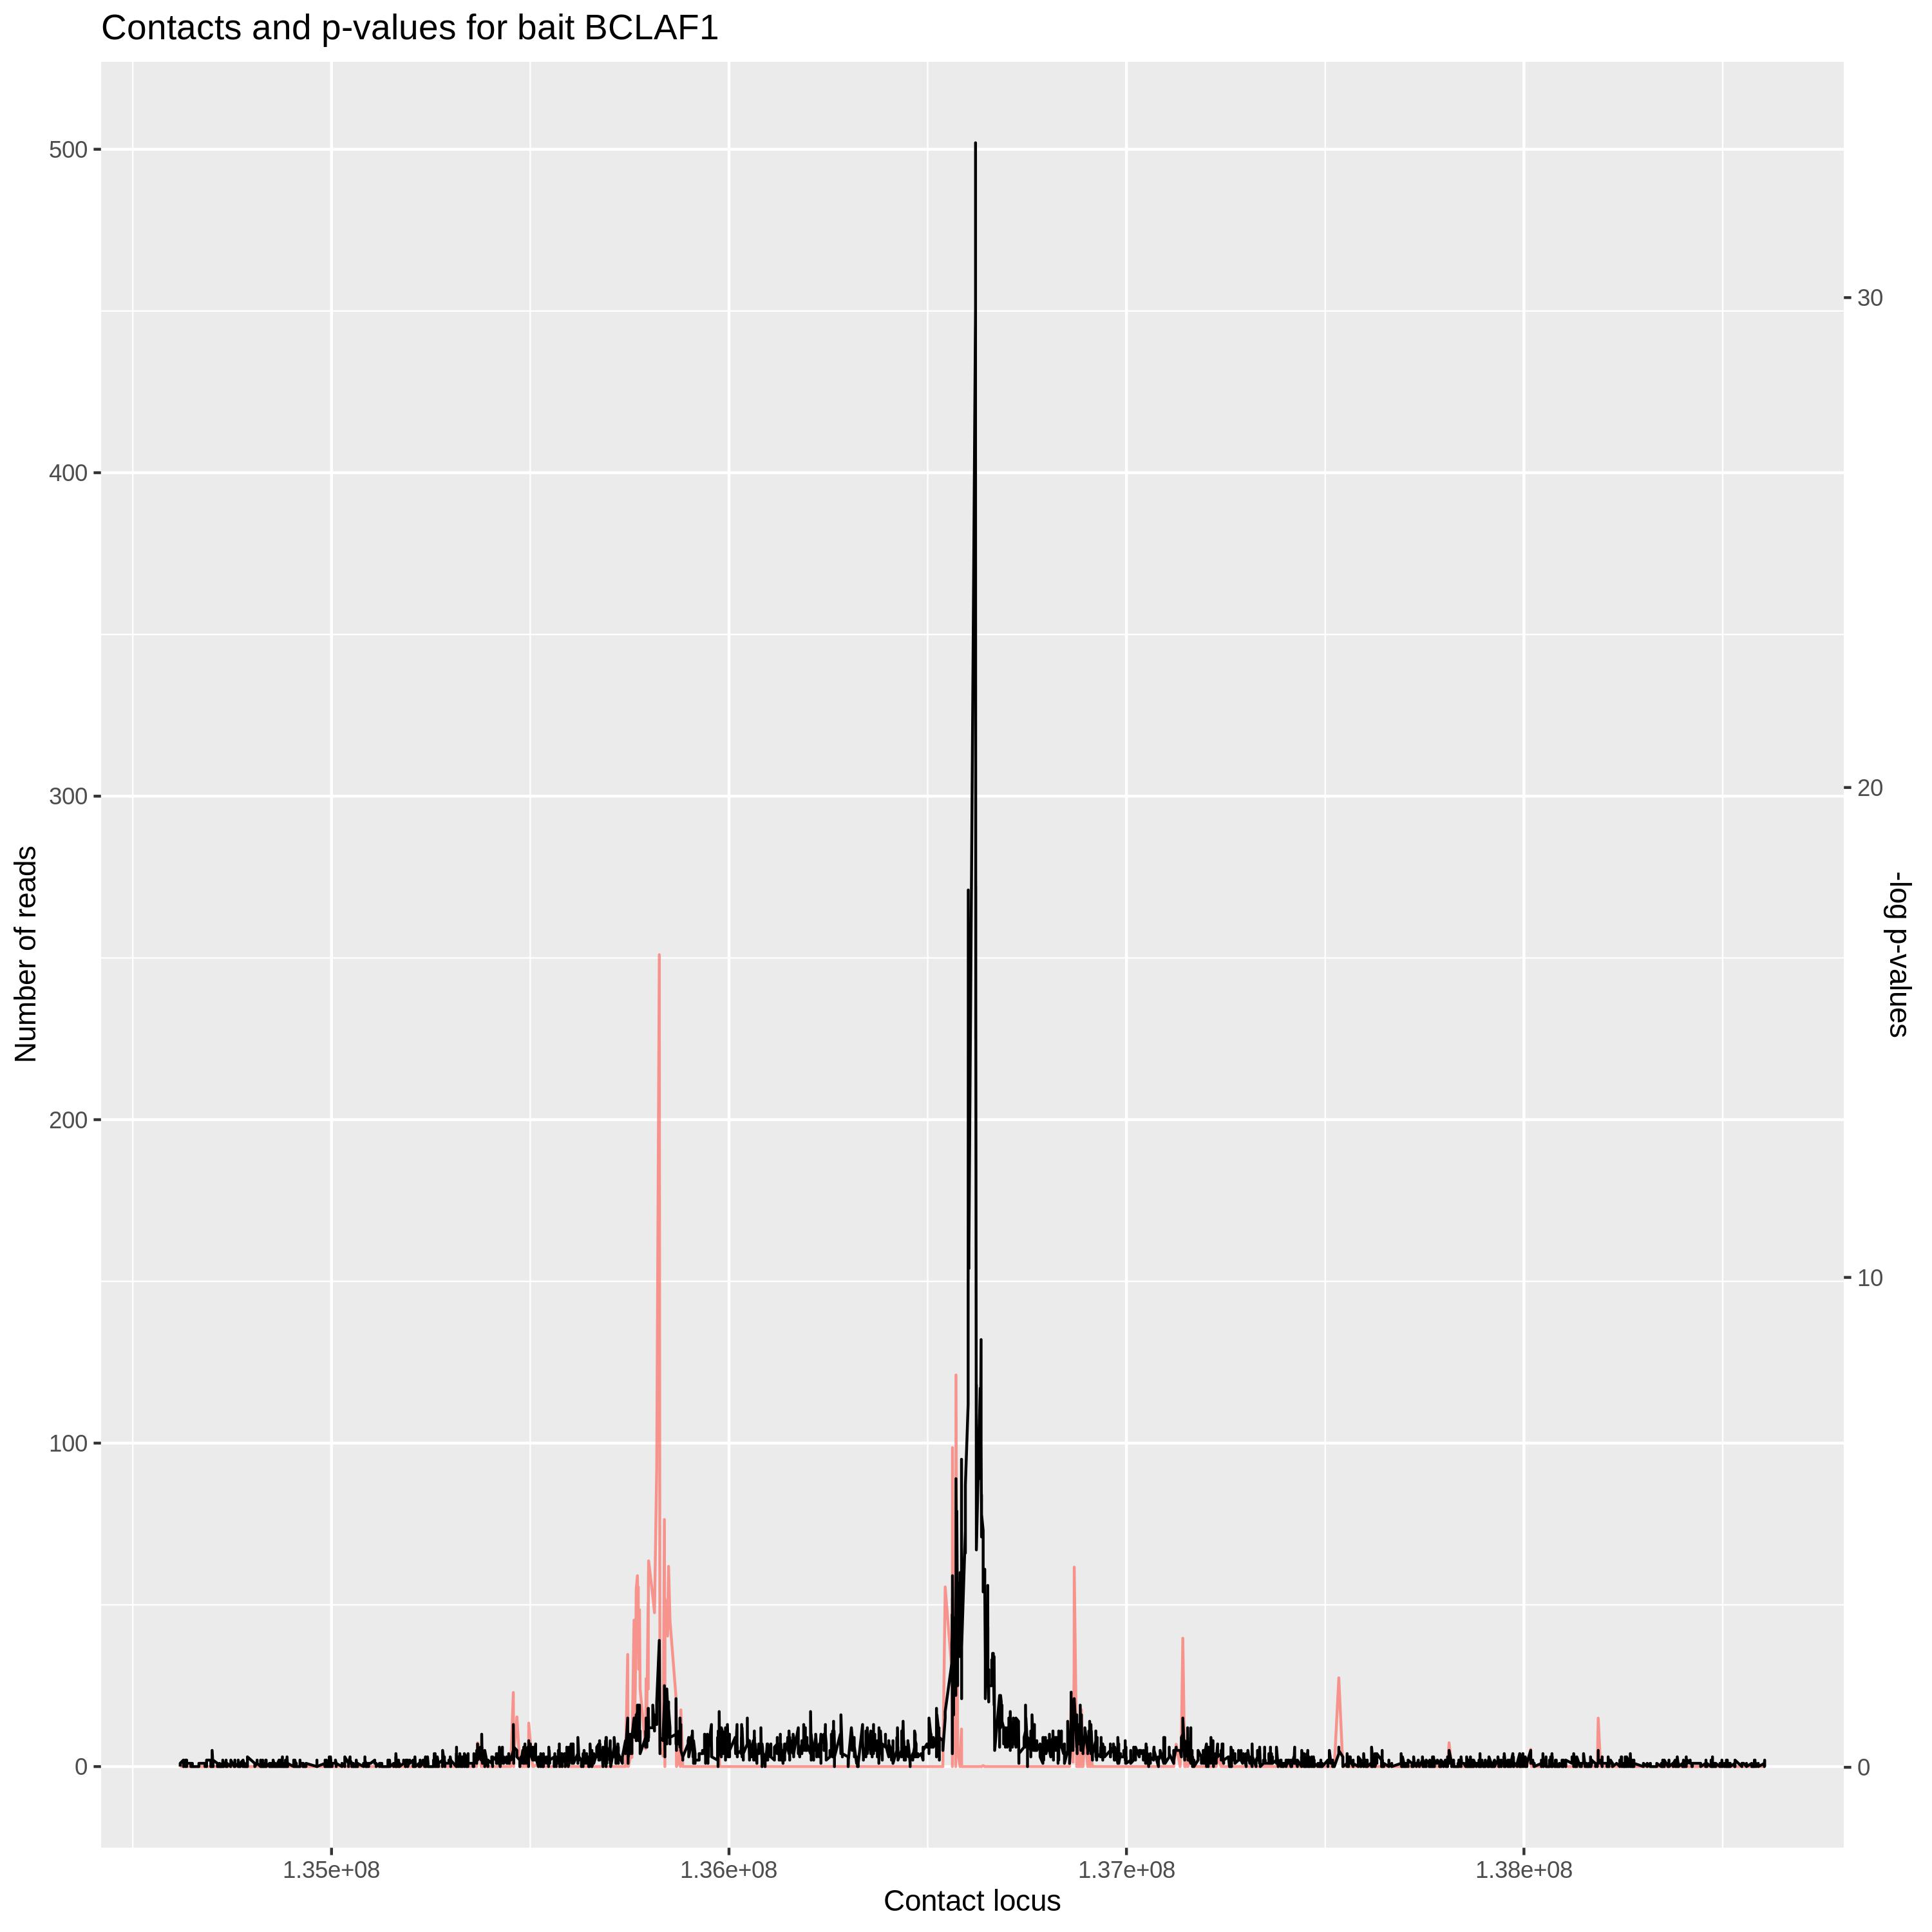 Contacts and p-values for bait BCLAF1
500
400
300
200
100
0
Number of reads
30
20
10
0
-log p-values
1.35e+08
1.36e+08
1.37e+08
1.38e+08
Contact locus